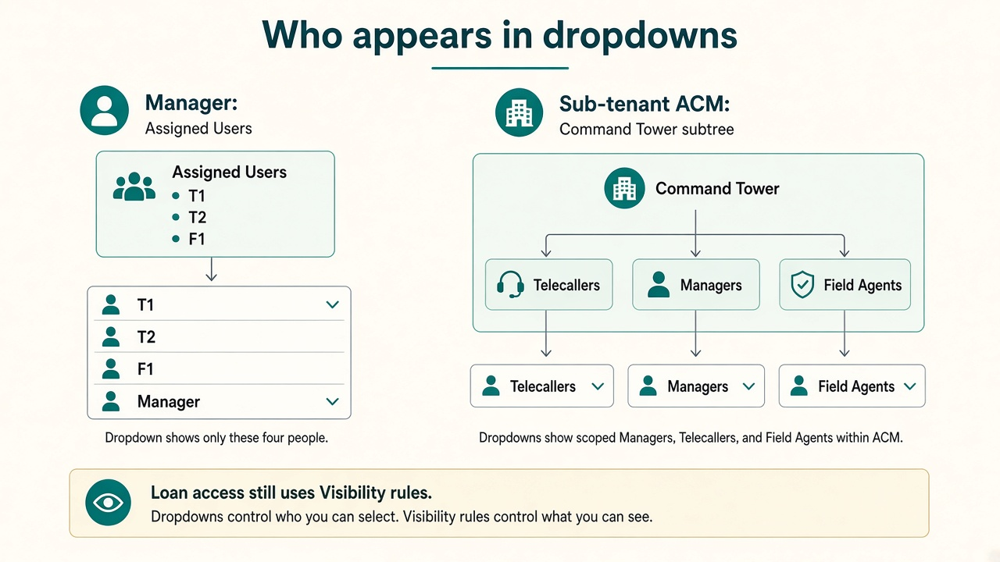 Who appears in dropdowns
Manager:
Assigned Users
Assigned Users
T1
T2
F1
T1
T2
F1
Manager
Dropdown shows only these four people.
Sub-tenant ACM:
Command Tower subtree
Command Tower
Telecallers
Managers
Field Agents
Telecallers
Managers
Field Agents
Dropdowns show scoped Managers, Telecallers, and Field Agents within ACM.
Loan access still uses Visibility rules.
Dropdowns control who you can select. Visibility rules control what you can see.